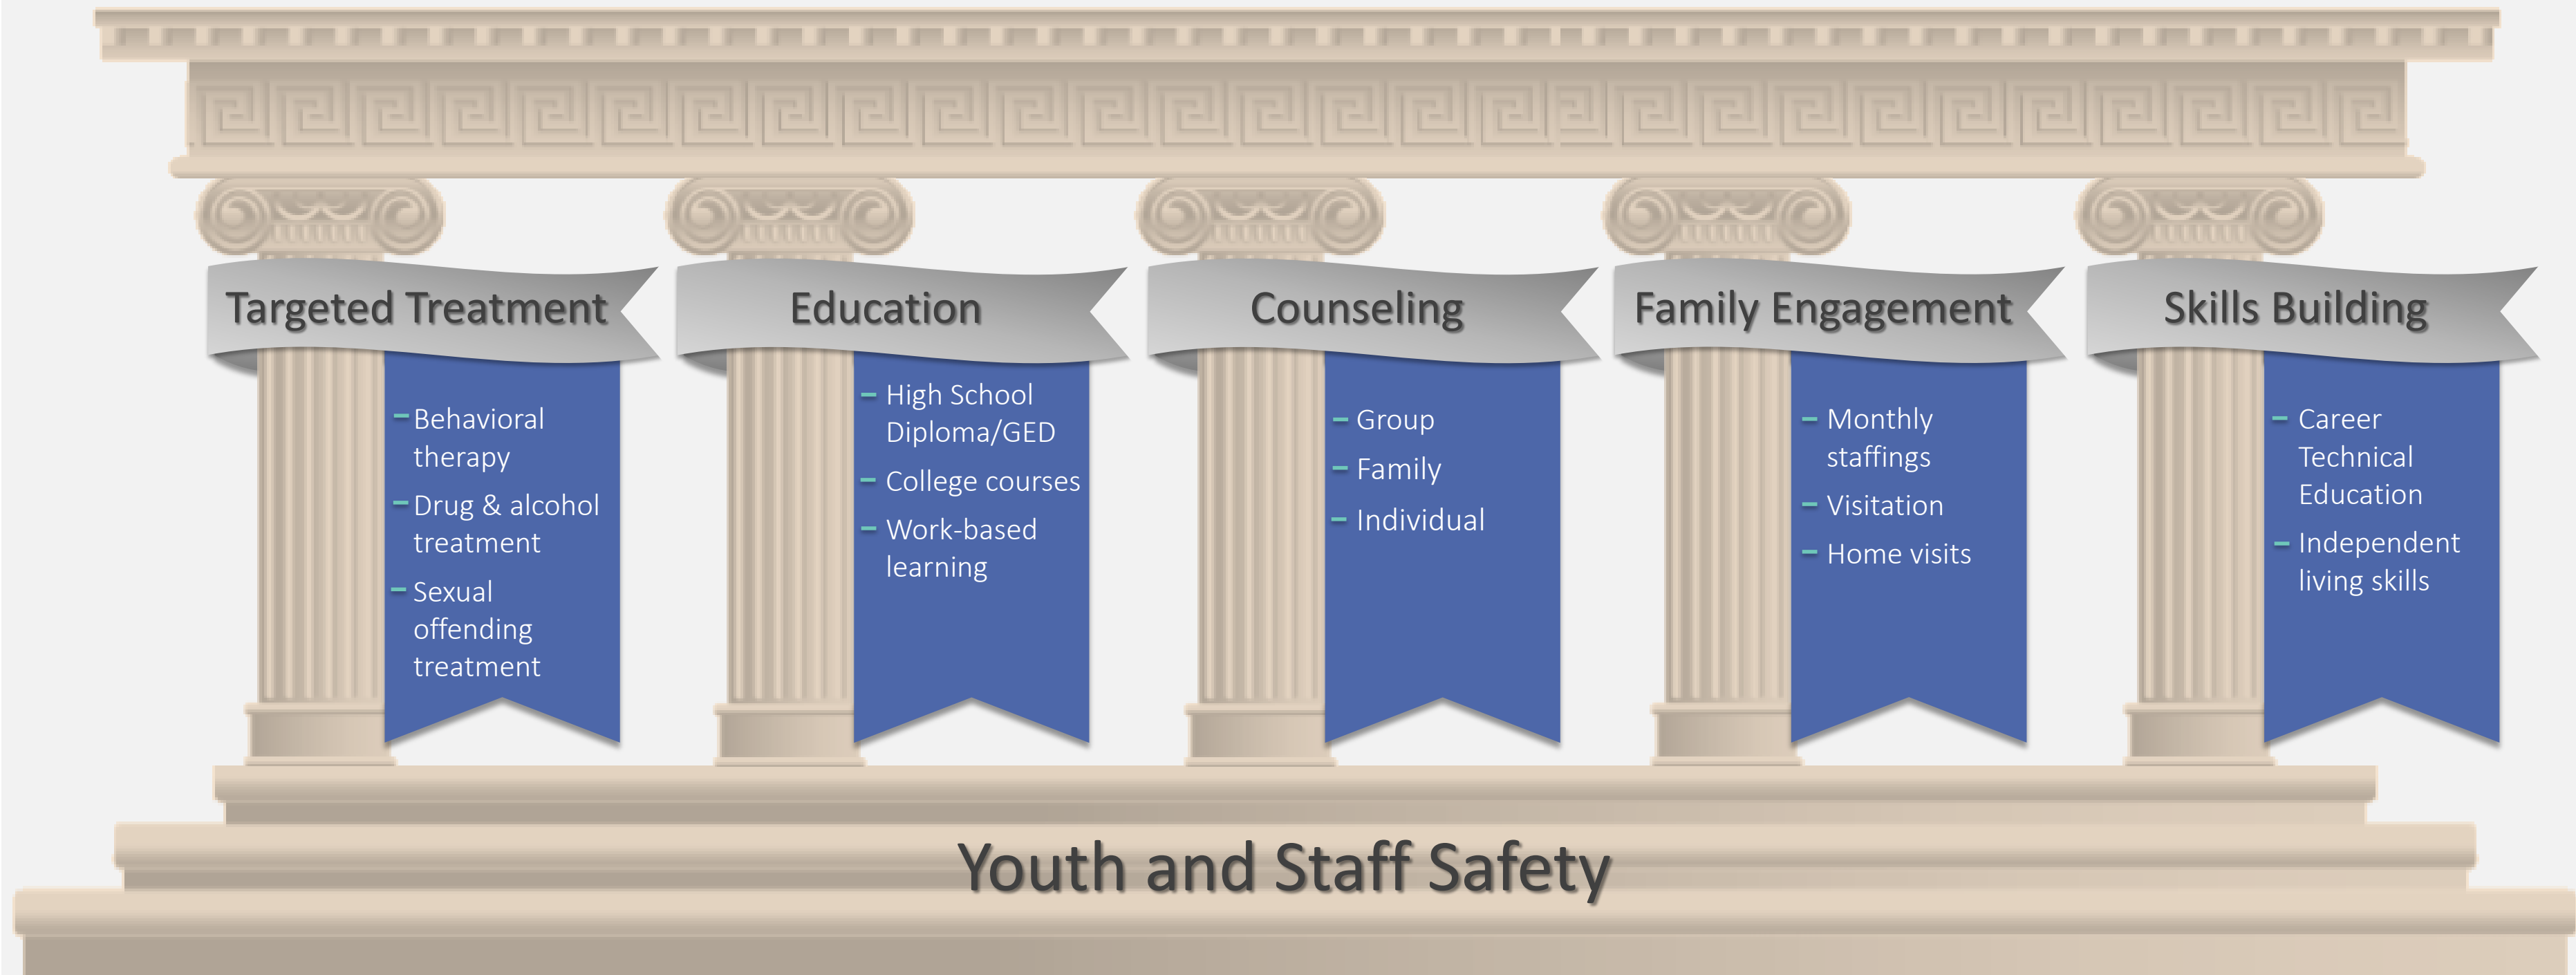 Targeted Treatment
– Behavioral
therapy
– Drug & alcohol
treatment
– Sexual
offending
treatment
Education
– High School
Diploma/GED
– College courses
– Work-based
learning
Counseling
– Group
– Family
– Individual
Family Engagement
– Monthly
staffings
– Visitation
– Home visits
Skills Building
– Career
Technical
Education
– Independent
living skills
Youth and Staff Safety